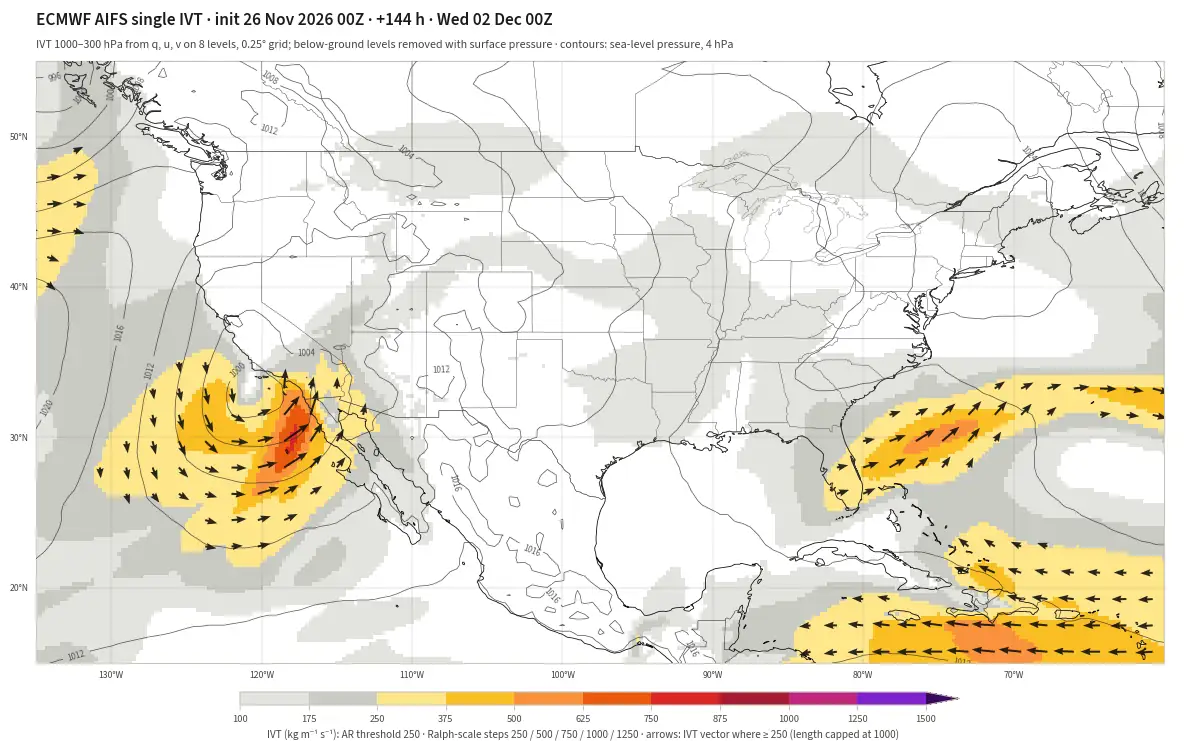 ECMWF AIFS single IVT · init 26 Nov 2026 00Z · +144 h · Wed 02 Dec 00Z
IVT 1000–300 hPa from q, u, v on 8 levels, 0.25° grid; below-ground levels removed with surface pressure · contours: sea-level pressure, 4 hPa
996
1008
1012
1004
50°N
40°N
1016
1012
1004
1000
1012
1020
30°N
1016
1016
20°N
1016
1016
1012
1012
130°W 120°W 110°W 100°W 90°W 80°W 70°W
100 175 250 375 500 625 750 875 1000 1250 1500
IVT (kg m⁻¹ s⁻¹): AR threshold 250 · Ralph-scale steps 250 / 500 / 750 / 1000 / 1250 · arrows: IVT vector where ≥ 250 (length capped at 1000)